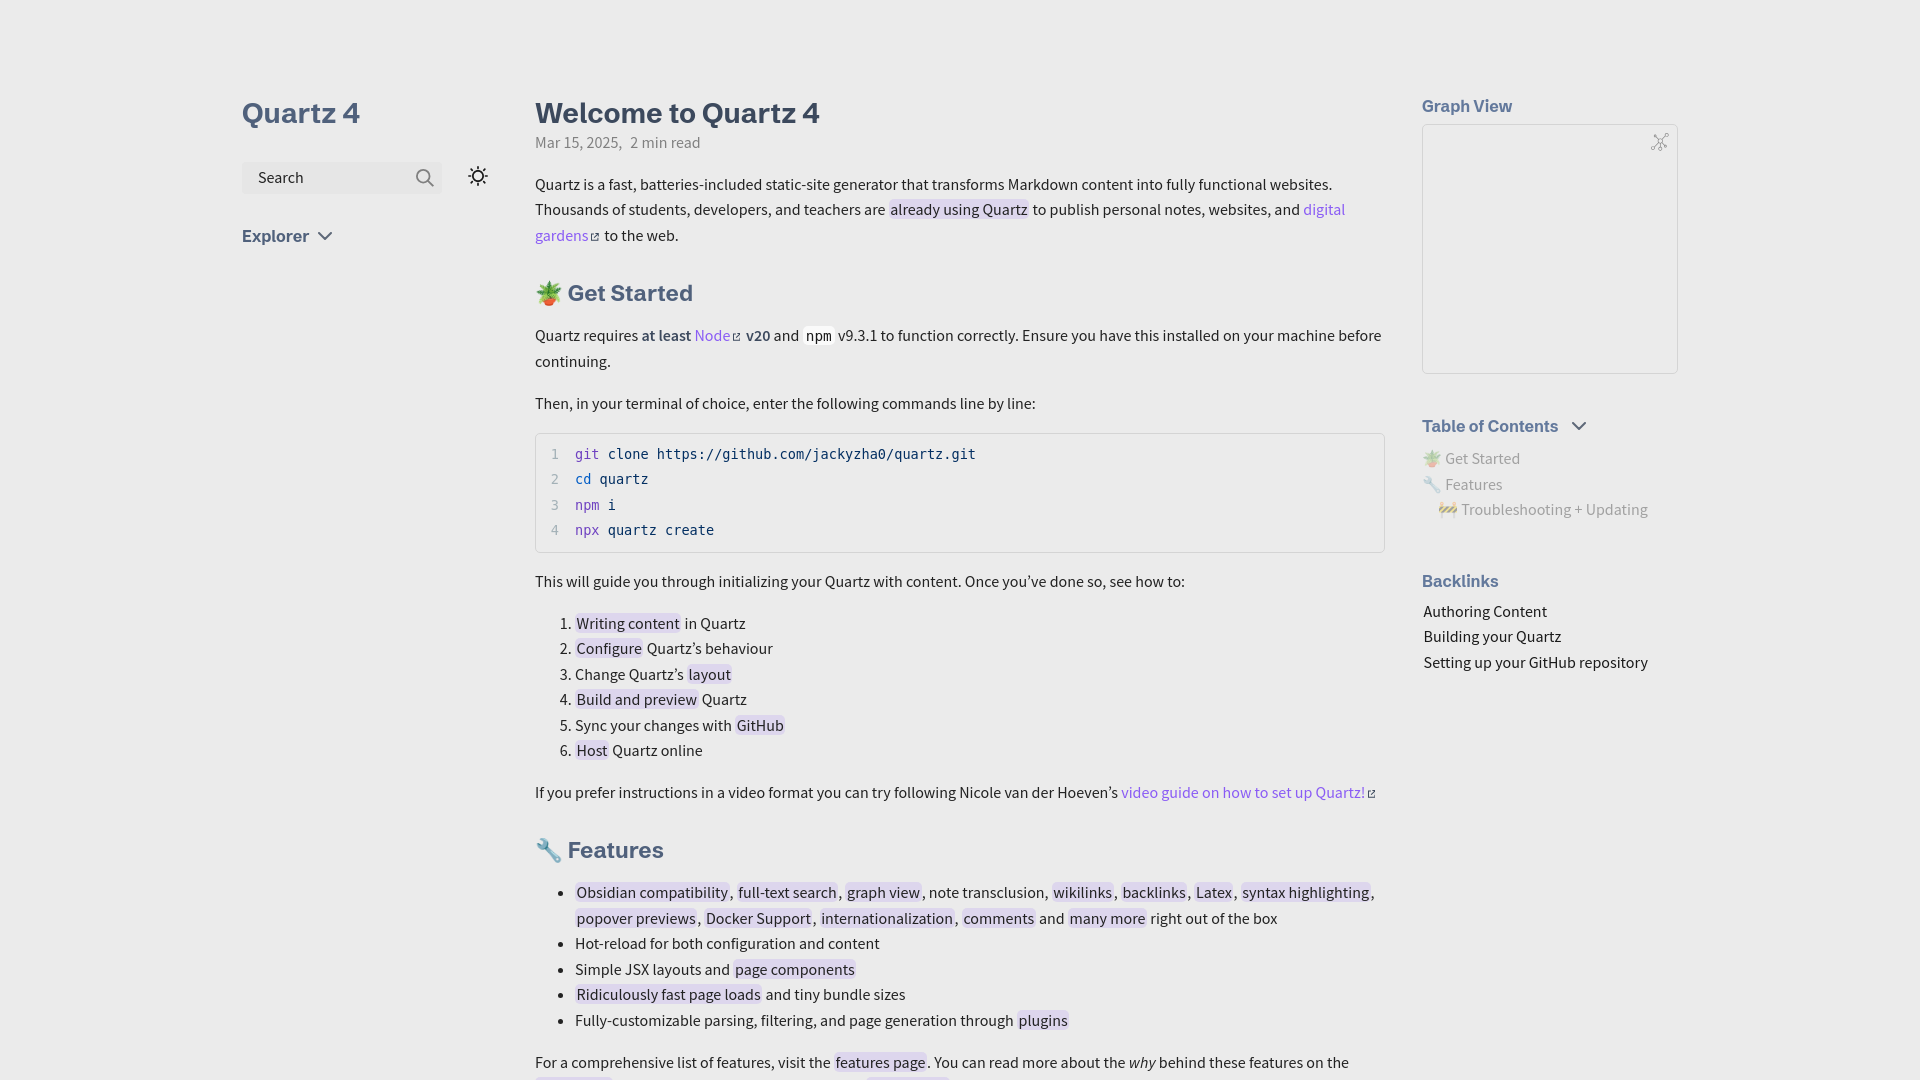 Quartz 4
Search
Explorer
Welcome to Quartz 4
Mar 15, 2025, 2 min read
Quartz is a fast, batteries-included static-site generator that transforms Markdown content into fully functional websites.
Thousands of students, developers, and teachers are already using Quartz to publish personal notes, websites, and digital
gardens to the web.
🪴 Get Started
Quartz requires at least Node v20 and npm v9.3.1 to function correctly. Ensure you have this installed on your machine before
continuing.
Then, in your terminal of choice, enter the following commands line by line:
1 git clone https://github.com/jackyzha0/quartz.git
2 cd quartz
3 npm i
4 npx quartz create
This will guide you through initializing your Quartz with content. Once you’ve done so, see how to:
1. Writing content in Quartz
2. Configure Quartz’s behaviour
3. Change Quartz’s layout
4. Build and preview Quartz
5. Sync your changes with GitHub
6. Host Quartz online
If you prefer instructions in a video format you can try following Nicole van der Hoeven’s video guide on how to set up Quartz!
🔧 Features
• Obsidian compatibility, full-text search, graph view, note transclusion, wikilinks, backlinks, Latex, syntax highlighting,
popover previews, Docker Support, internationalization, comments and many more right out of the box
• Hot-reload for both configuration and content
• Simple JSX layouts and page components
• Ridiculously fast page loads and tiny bundle sizes
• Fully-customizable parsing, filtering, and page generation through plugins
For a comprehensive list of features, visit the features page. You can read more about the why behind these features on the
Graph View
Table of Contents
🪴 Get Started
🔧 Features
🚧 Troubleshooting + Updating
Backlinks
Authoring Content
Building your Quartz
Setting up your GitHub repository